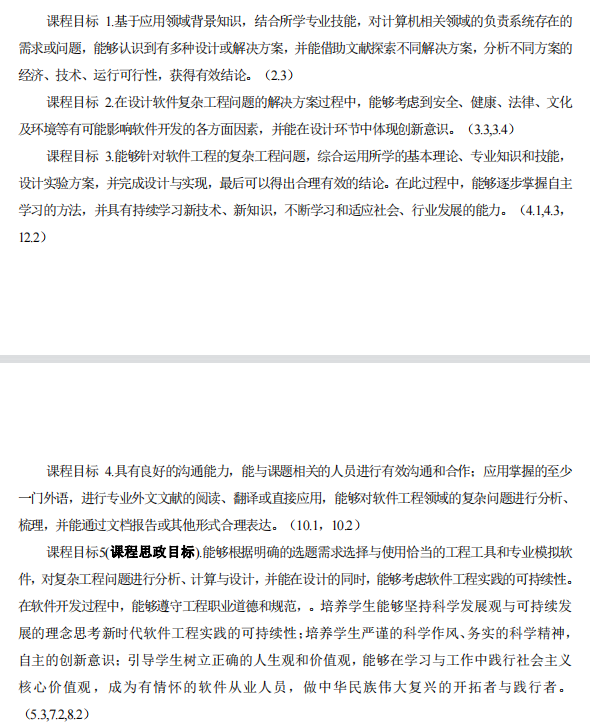 课程目标 1.基于应用领域背景知识，结合所学专业技能，对计算机相关领域的负责系统存在的
需求或问题，能够认识到有多种设计或解决方案，并能借助文献探索不同解决方案，分析不同方案的
经济、技术、运行可行性，获得有效结论。（2.3）
课程目标 2.在设计软件复杂工程问题的解决方案过程中，能够考虑到安全、健康、法律、文化
及环境等有可能影响软件开发的各方面因素，并能在设计环节中体现创新意识。（3.3,3.4）
课程目标 3.能够针对软件工程的复杂工程问题，综合运用所学的基本理论、专业知识和技能，
设计实验方案，并完成设计与实现，最后可以得出合理有效的结论。在此过程中，能够逐步掌握自主
学习的方法，并具有持续学习新技术、新知识，不断学习和适应社会、行业发展的能力。（4.1,4.3，
12.2）
课程目标 4.具有良好的沟通能力，能与课题相关的人员进行有效沟通和合作；应用掌握的至少
一门外语，进行专业外文文献的阅读、翻译或直接应用，能够对软件工程领域的复杂问题进行分析、
梳理，并能通过文档报告或其他形式合理表达。（10.1，10.2）
课程目标5(课程思政目标).能够根据明确的选题需求选择与使用恰当的工程工具和专业模拟软
件，对复杂工程问题进行分析、计算与设计，并能在设计的同时，能够考虑软件工程实践的可持续性。
在软件开发过程中，能够遵守工程职业道德和规范，。培养学生能够坚持科学发展观与可持续发
展的理念思考新时代软件工程实践的可持续性；培养学生严谨的科学作风、务实的科学精神，
自主的创新意识；引导学生树立正确的人生观和价值观，能够在学习与工作中践行社会主义
核心价值观，成为有情怀的软件从业人员，做中华民族伟大复兴的开拓者与践行者。
（5.3,7.2,8.2）